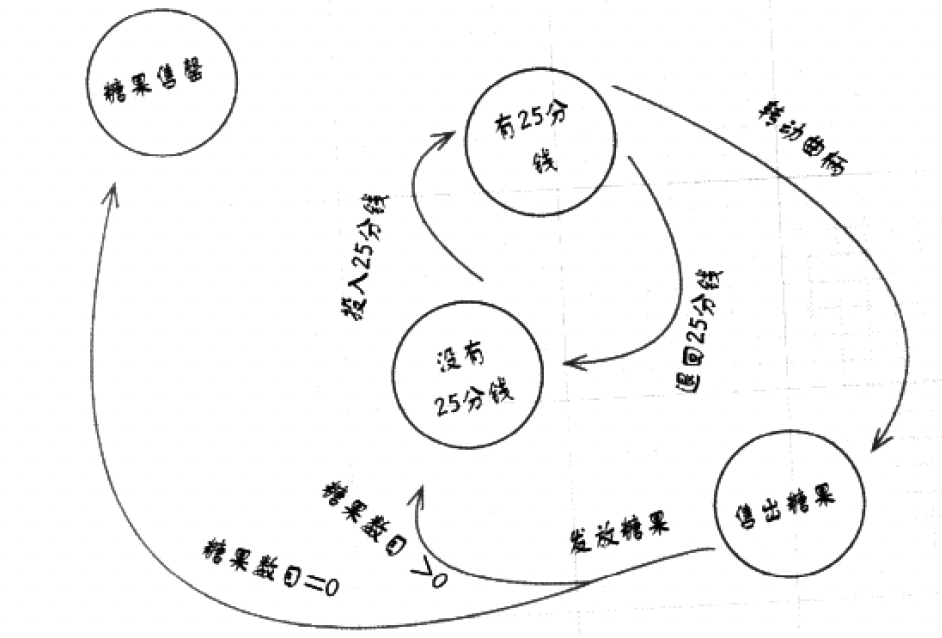 糖果售罄
有25分
钱
转动曲柄
投入25分钱
退回25分钱
没有
25分钱
售出糖果
发放糖果
糖果数目>0
糖果数目=0